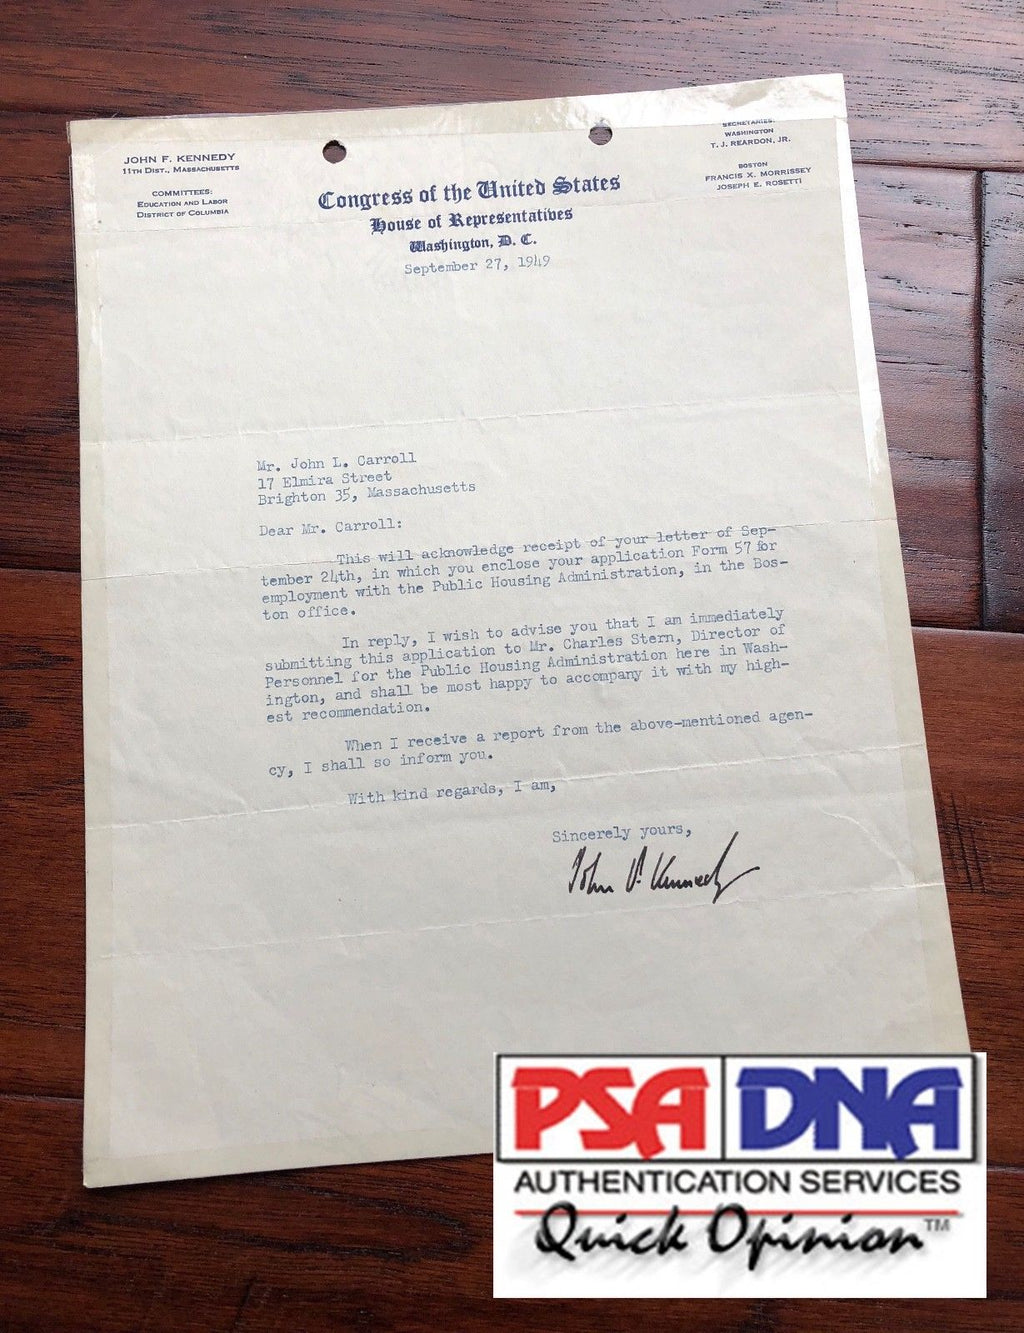 JOHN F. KENNEDY
11TH DIST., MASSACHUSETTS
COMMITTEES:
EDUCATION AND LABOR
DISTRICT OF COLUMBIA
SECRETARIES:
WASHINGTON
T. J. REARDON, JR.
BOSTON
FRANCIS X. MORRISSEY
JOSEPH E. ROSETTI
Congress of the United States
House of Representatives
Washington, D. C.
September 27, 1949
Mr. John L. Carroll
17 Elmira Street
Brighton 35, Massachusetts
Dear Mr. Carroll:
This will acknowledge receipt of your letter of Sep-
tember 24th, in which you enclose your application Form 57 for
employment with the Public Housing Administration, in the Bos-
ton office.
In reply, I wish to advise you that I am immediately
submitting this application to Mr. Charles Stern, Director of
Personnel for the Public Housing Administration here in Wash-
ington, and shall be most happy to accompany it with my high-
est recommendation.
When I receive a report from the above-mentioned agen-
cy, I shall so inform you.
With kind regards, I am,
Sincerely yours,
John F. Kennedy
PSA DNA
AUTHENTICATION SERVICES
Quick Opinion™